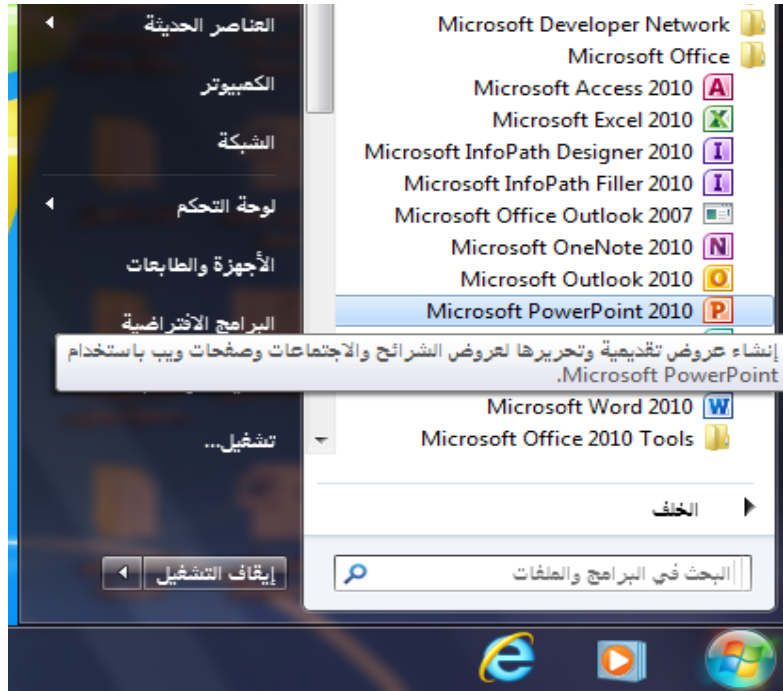 Microsoft Developer Network
Microsoft Office
Microsoft Access 2010
Microsoft Excel 2010
Microsoft InfoPath Designer 2010
Microsoft InfoPath Filler 2010
Microsoft Office Outlook 2007
Microsoft OneNote 2010
Microsoft Outlook 2010
Microsoft PowerPoint 2010
إنشاء عروض تقديمية وتحريرها لعروض الشرائح والاجتماعات وصفحات ويب باستخدام
Microsoft PowerPoint.
Microsoft Word 2010
Microsoft Office 2010 Tools
الخلف
البحث في البرامج والملفات
العناصر الحديثة
الكمبيوتر
الشبكة
لوحة التحكم
الأجهزة والطابعات
البرامج الافتراضية
تشغيل...
إيقاف التشغيل